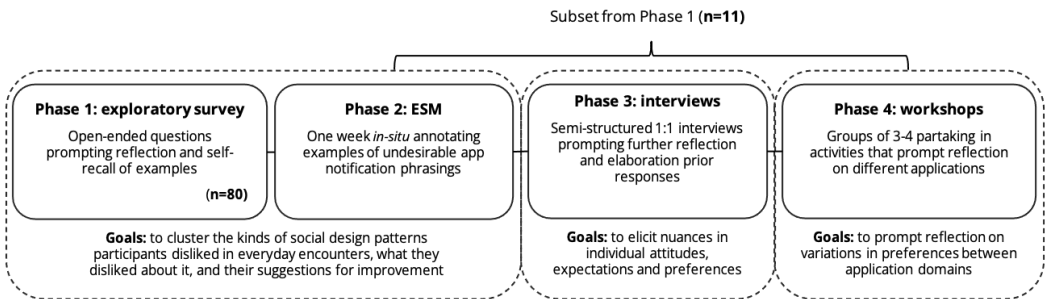 Subset from Phase 1 (n=11)
Phase 1: exploratory survey
Open-ended questions
prompting reflection and self-
recall of examples
(n=80)
Phase 2: ESM
One week in-situ annotating
examples of undesirable app
notification phrasings
Goals: to cluster the kinds of social design patterns
participants disliked in everyday encounters, what they
disliked about it, and their suggestions for improvement
Phase 3: interviews
Semi-structured 1:1 interviews
prompting further reflection
and elaboration prior
responses
Goals: to elicit nuances in
individual attitudes,
expectations and preferences
Phase 4: workshops
Groups of 3-4 partaking in
activities that prompt reflection
on different applications
Goals: to prompt reflection on
variations in preferences between
application domains